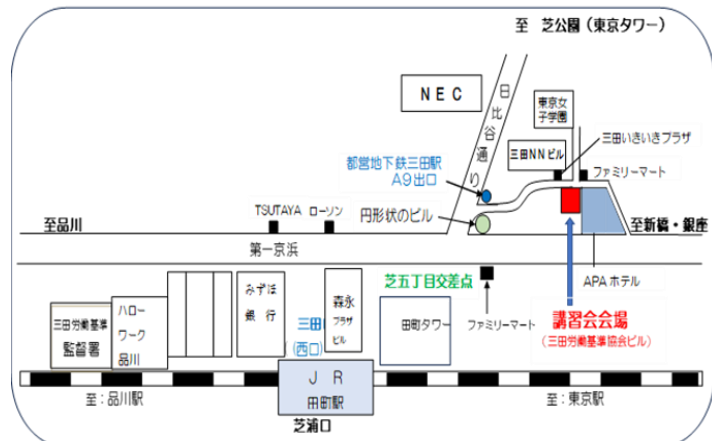 至 芝公園（東京タワー）
NEC
日比谷通り
東京女
子学園
三田いきいきプラザ
三田NNビル
ファミリーマート
都営地下鉄三田駅
A9出口
至品川
TSUTAYA
ローソン
円形状のビル
至新橋・銀座
第一京浜
芝五丁目交差点
APAホテル
三田労働基準
監督署
ハロー
ワーク
品川
みずほ
銀行
三田
（西口）
森永
プラザ
ビル
田町タワー
ファミリーマート
講習会会場
（三田労働基準協会ビル）
JR
田町駅
至：品川駅
至：東京駅
芝浦口